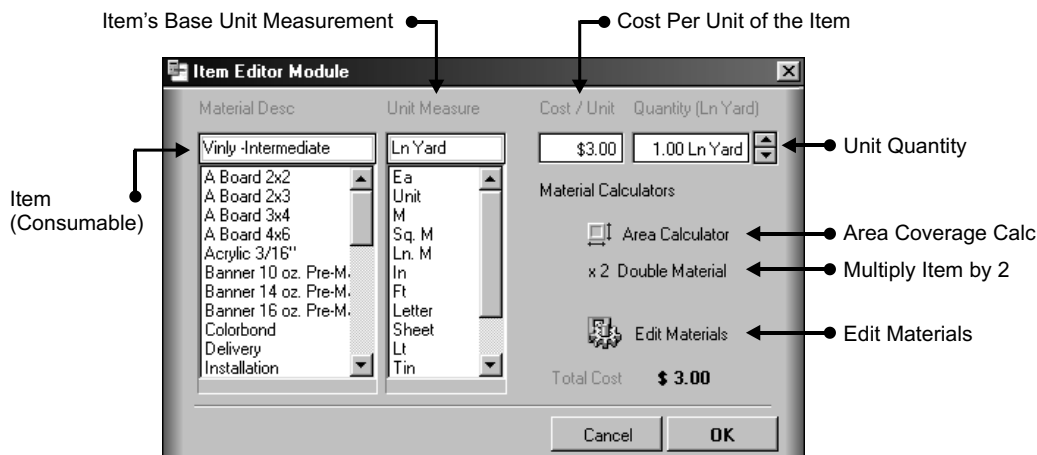 Item's Base Unit Measurement
Cost Per Unit of the Item
Item Editor Module
Material Desc
Unit Measure
Cost / Unit
Quantity (Ln Yard)
Vinly -Intermediate
Ln Yard
$3.00
1.00 Ln Yard
Unit Quantity
Item
(Consumable)
A Board 2x2
A Board 2x3
A Board 3x4
A Board 4x6
Acrylic 3/16"
Banner 10 oz. Pre-M
Banner 14 oz. Pre-M
Banner 16 oz. Pre-M
Colorbond
Delivery
Installation
Ea
Unit
M
Sq. M
Ln. M
In
Ft
Letter
Sheet
Lt
Tin
Material Calculators
Area Calculator
Area Coverage Calc
x 2 Double Material
Multiply Item by 2
Edit Materials
Edit Materials
Total Cost $ 3.00
Cancel
OK